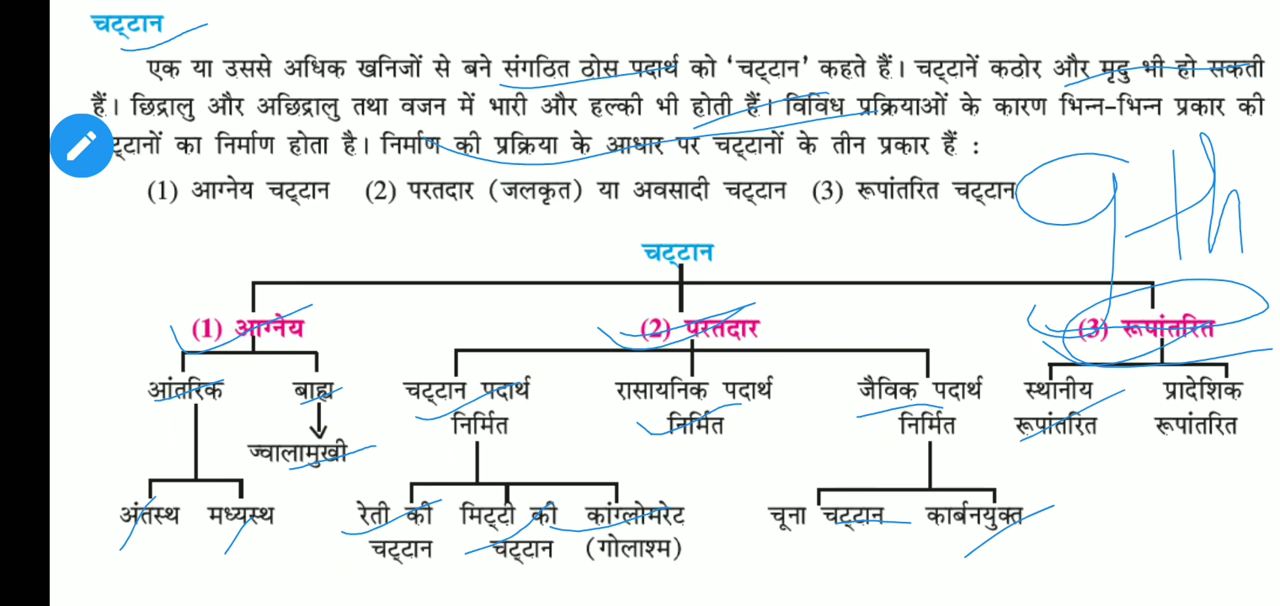 चट्टान
एक या उससे अधिक खनिजों से बने संगठित ठोस पदार्थ को ‘चट्टान’ कहते हैं। चट्टानें कठोर और मृदु भी हो सकती
हैं। छिद्रालु और अछिद्रालु तथा वजन में भारी और हल्की भी होती हैं। विविध प्रक्रियाओं के कारण भिन्न-भिन्न प्रकार की
ट्टानों का निर्माण होता है। निर्माण की प्रक्रिया के आधार पर चट्टानों के तीन प्रकार हैं :
(1) आग्नेय चट्टान (2) परतदार (जलकृत) या अवसादी चट्टान (3) रूपांतरित चट्टान
9th
चट्टान
(1) आग्नेय (2) परतदार (3) रूपांतरित
आंतरिक बाह्य चट्टान पदार्थ रासायनिक पदार्थ जैविक पदार्थ स्थानीय प्रादेशिक
निर्मित निर्मित निर्मित रूपांतरित रूपांतरित
ज्वालामुखी
अंतस्थ मध्यस्थ रेती की मिट्टी की कांग्लोमरेट चूना चट्टान कार्बनयुक्त
चट्टान चट्टान (गोलाश्म)